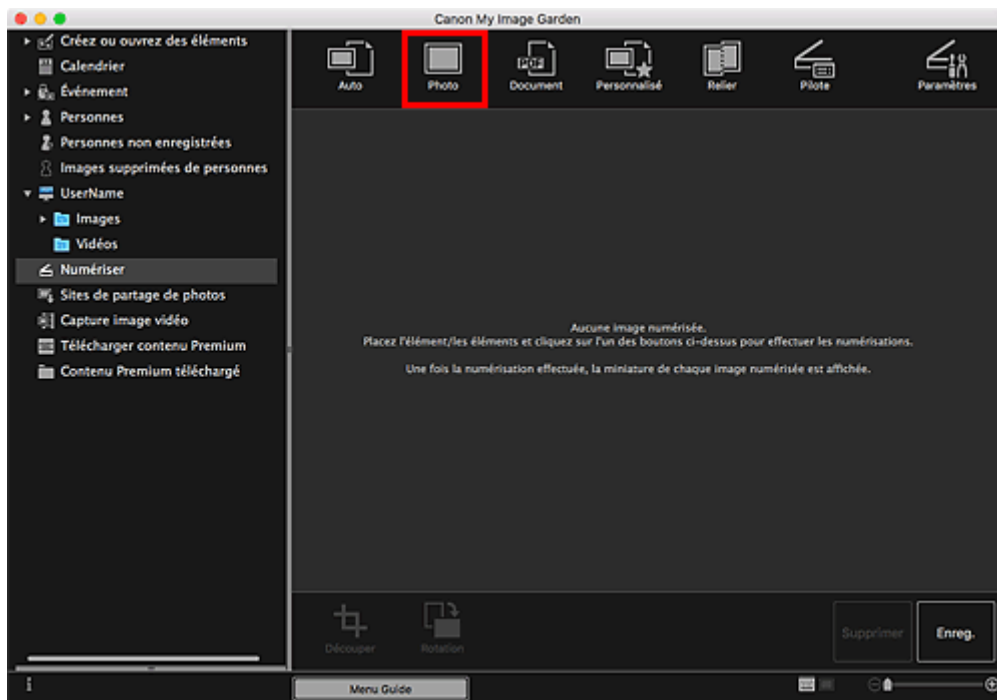 Canon My Image Garden
Créez ou ouvrez des éléments
Calendrier
Événement
Personnes
Personnes non enregistrées
Images supprimées de personnes
UserName
Images
Vidéos
Numériser
Sites de partage de photos
Capture image vidéo
Télécharger contenu Premium
Contenu Premium téléchargé
Auto
Photo
PDF
Document
Personnalisé
Relier
Pilote
Paramètres
Aucune image numérisée.
Placez l'élément/les éléments et cliquez sur l'un des boutons ci-dessus pour effectuer les numérisations.
Une fois la numérisation effectuée, la miniature de chaque image numérisée est affichée.
Découper
Rotation
Supprimer
Enreg.
Menu Guide